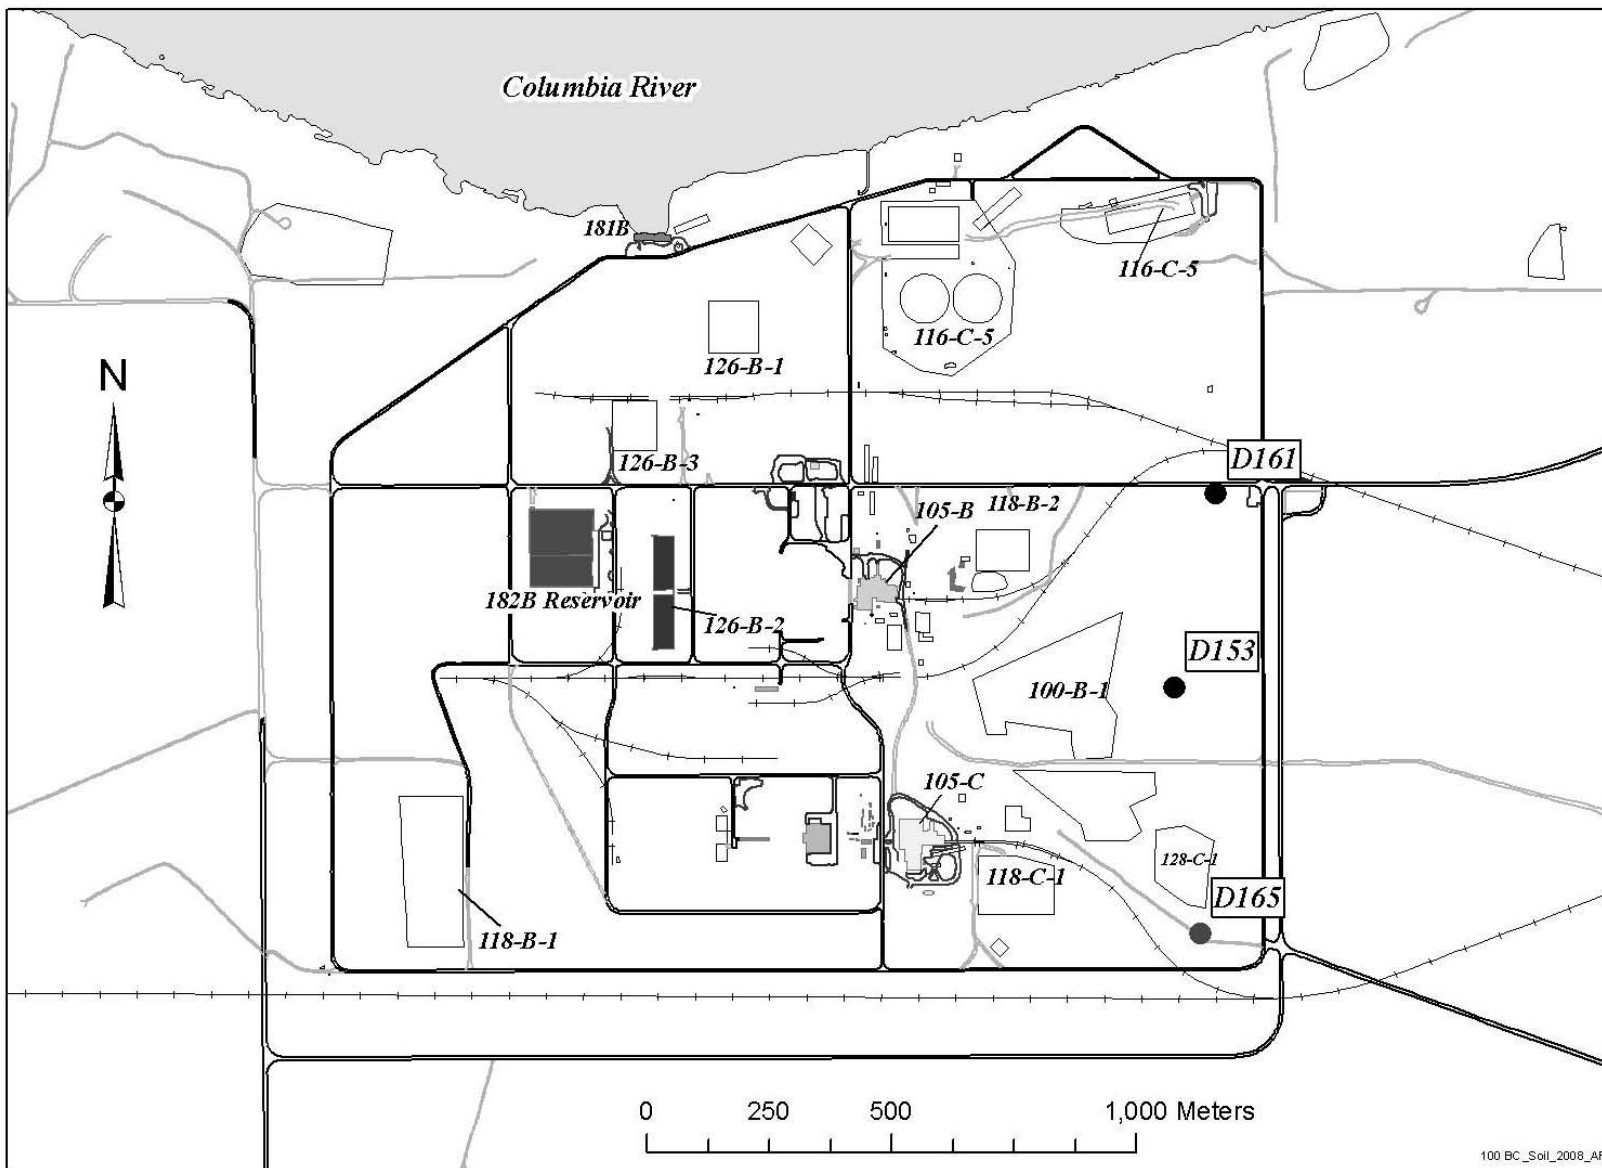 Columbia River
181B
116-C-5
116-C-5
126-B-1
N
D161
126-B-3
118-B-2
105-B
182B Reservoir
126-B-2
D153
100-B-1
105-C
128-C-1
118-C-1
D165
118-B-1
0 250 500 1,000 Meters